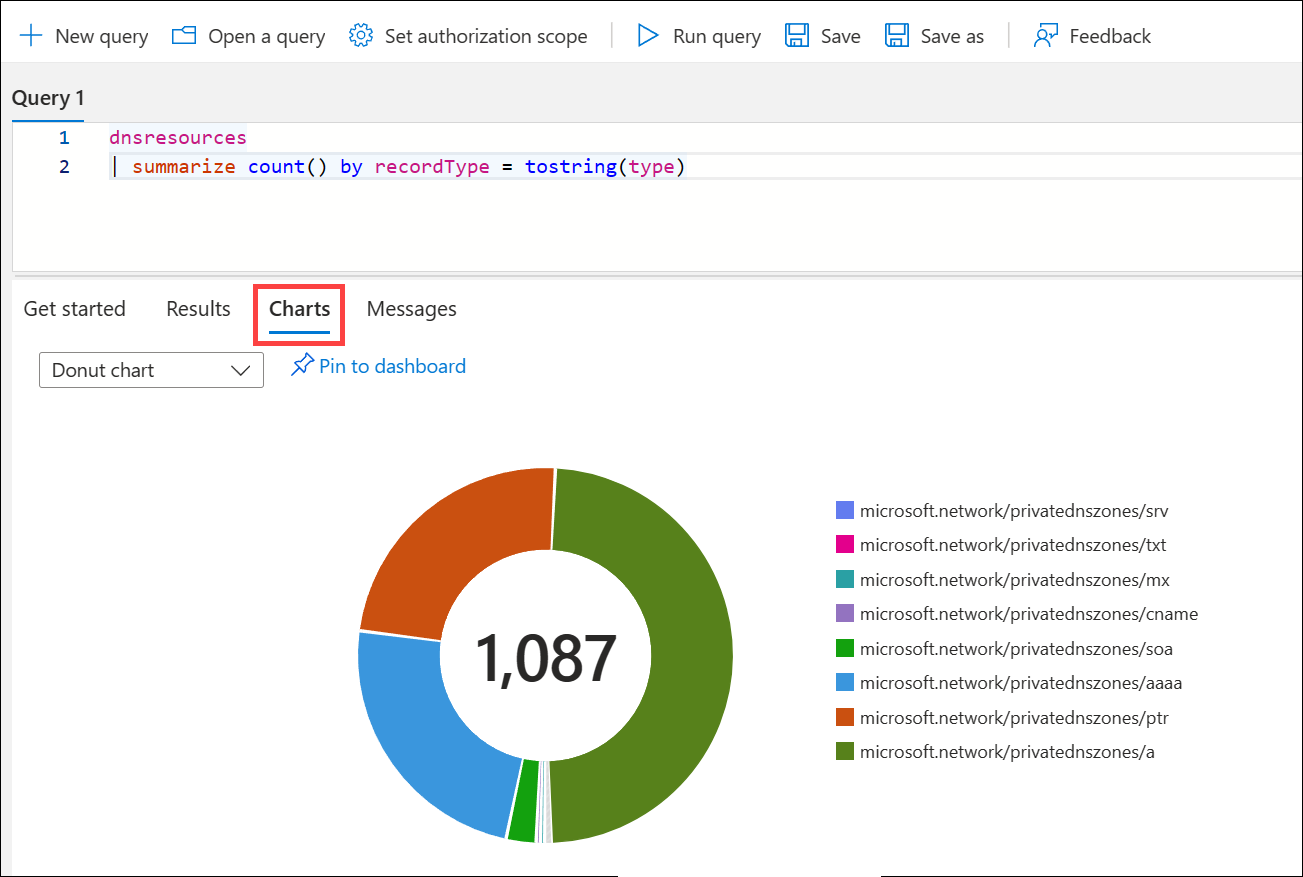 New query Open a query Set authorization scope Run query Save Save as Feedback
Query 1
1 dnsresources
2 | summarize count() by recordType = tostring(type)
Get started Results Charts Messages
Donut chart Pin to dashboard
1,087
microsoft.network/privatednszones/srv
microsoft.network/privatednszones/txt
microsoft.network/privatednszones/mx
microsoft.network/privatednszones/cname
microsoft.network/privatednszones/soa
microsoft.network/privatednszones/aaaa
microsoft.network/privatednszones/ptr
microsoft.network/privatednszones/a